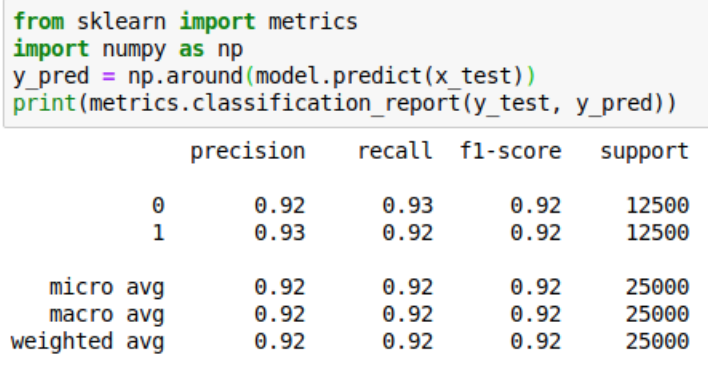 from sklearn import metrics
import numpy as np
y_pred = np.around(model.predict(x_test))
print(metrics.classification_report(y_test, y_pred))
precision recall f1-score support
0 0.92 0.93 0.92 12500
1 0.93 0.92 0.92 12500
micro avg 0.92 0.92 0.92 25000
macro avg 0.92 0.92 0.92 25000
weighted avg 0.92 0.92 0.92 25000